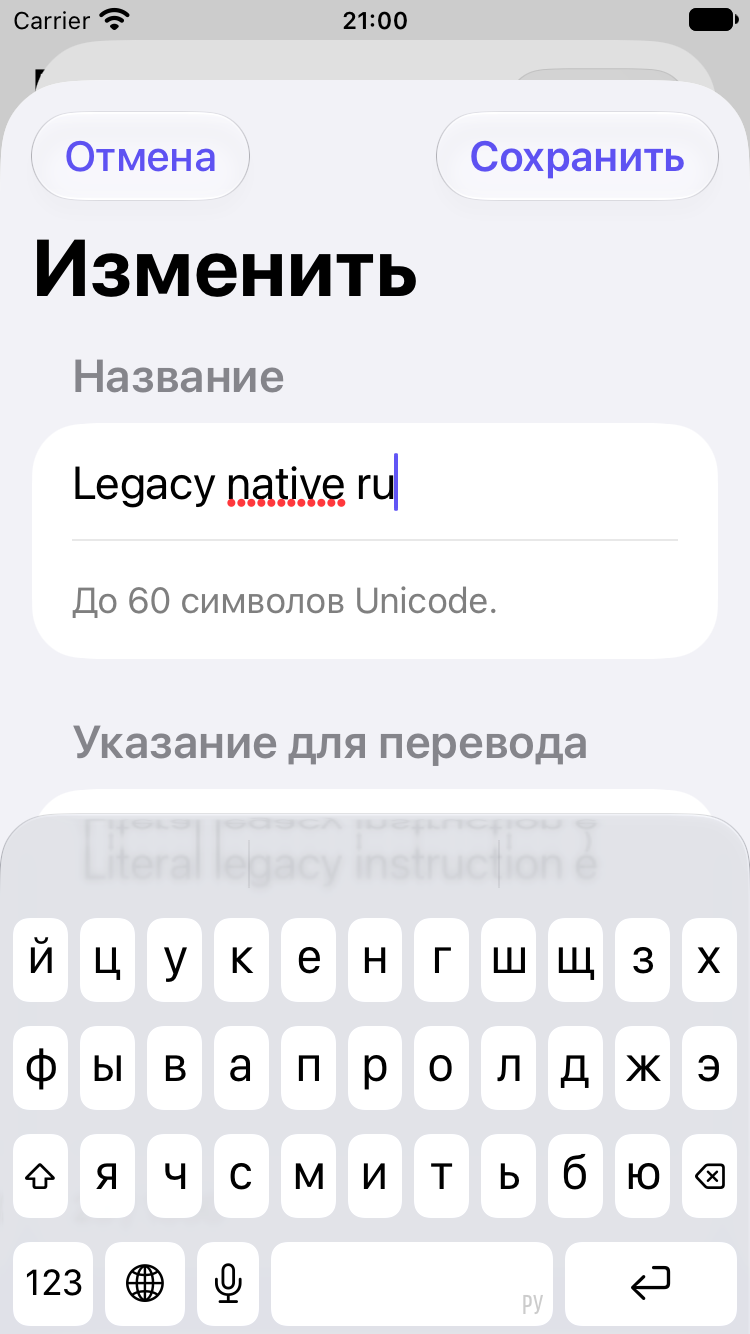 Carrier 21:00
Отмена Сохранить
Изменить
Название
Legacy native ru
До 60 символов Unicode.
Указание для перевода
Literal legacy instruction e
й ц у к е н г ш щ з х
ф ы в а п р о л д ж э
я ч с м и т ь б ю
123 РУ